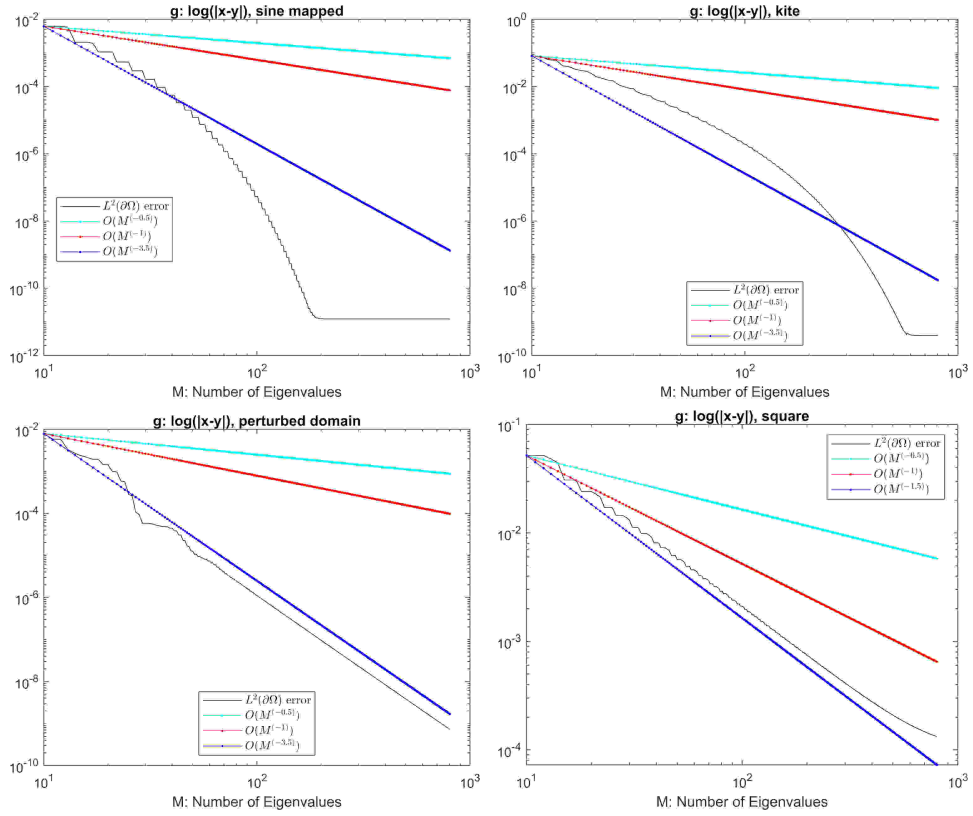 g: log(|x-y|), sine mapped
10^-2
10^-4
10^-6
10^-8
10^-10
10^-12
L^2(∂Ω) error
O(M^(-0.5))
O(M^(-1))
O(M^(-3.5))
10^1
10^2
10^3
M: Number of Eigenvalues
g: log(|x-y|), kite
10^0
10^-2
10^-4
10^-6
10^-8
10^-10
L^2(∂Ω) error
O(M^(-0.5))
O(M^(-1))
O(M^(-3.5))
10^1
10^2
10^3
M: Number of Eigenvalues
g: log(|x-y|), perturbed domain
10^-2
10^-4
10^-6
10^-8
10^-10
L^2(∂Ω) error
O(M^(-0.5))
O(M^(-1))
O(M^(-3.5))
10^1
10^2
10^3
M: Number of Eigenvalues
g: log(|x-y|), square
10^-1
10^-2
10^-3
10^-4
L^2(∂Ω) error
O(M^(-0.5))
O(M^(-1))
O(M^(-1.5))
10^1
10^2
10^3
M: Number of Eigenvalues